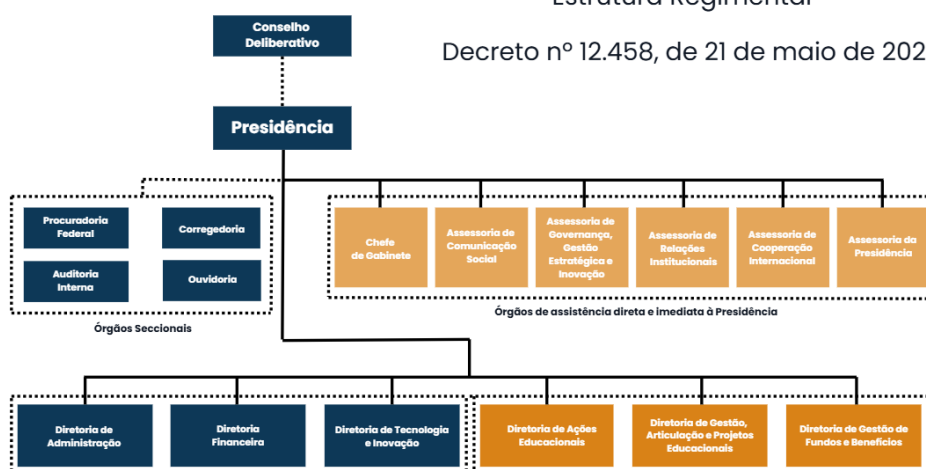 Estrutura Regimental
Decreto nº 12.458, de 21 de maio de 202
Conselho
Deliberativo
Presidência
Procuradoria
Federal
Corregedoria
Auditoria
Interna
Ouvidoria
Órgãos Seccionais
Chefe
de Gabinete
Assessoria de
Comunicação
Social
Assessoria de
Governança,
Gestão
Estratégica e
Inovação
Assessoria de
Relações
Institucionais
Assessoria de
Cooperação
Internacional
Assessoria da
Presidência
Órgãos de assistência direta e imediata à Presidência
Diretoria de
Administração
Diretoria
Financeira
Diretoria de Tecnologia
e Inovação
Diretoria de Ações
Educacionais
Diretoria de Gestão,
Articulação e Projetos
Educacionais
Diretoria de Gestão de
Fundos e Benefícios